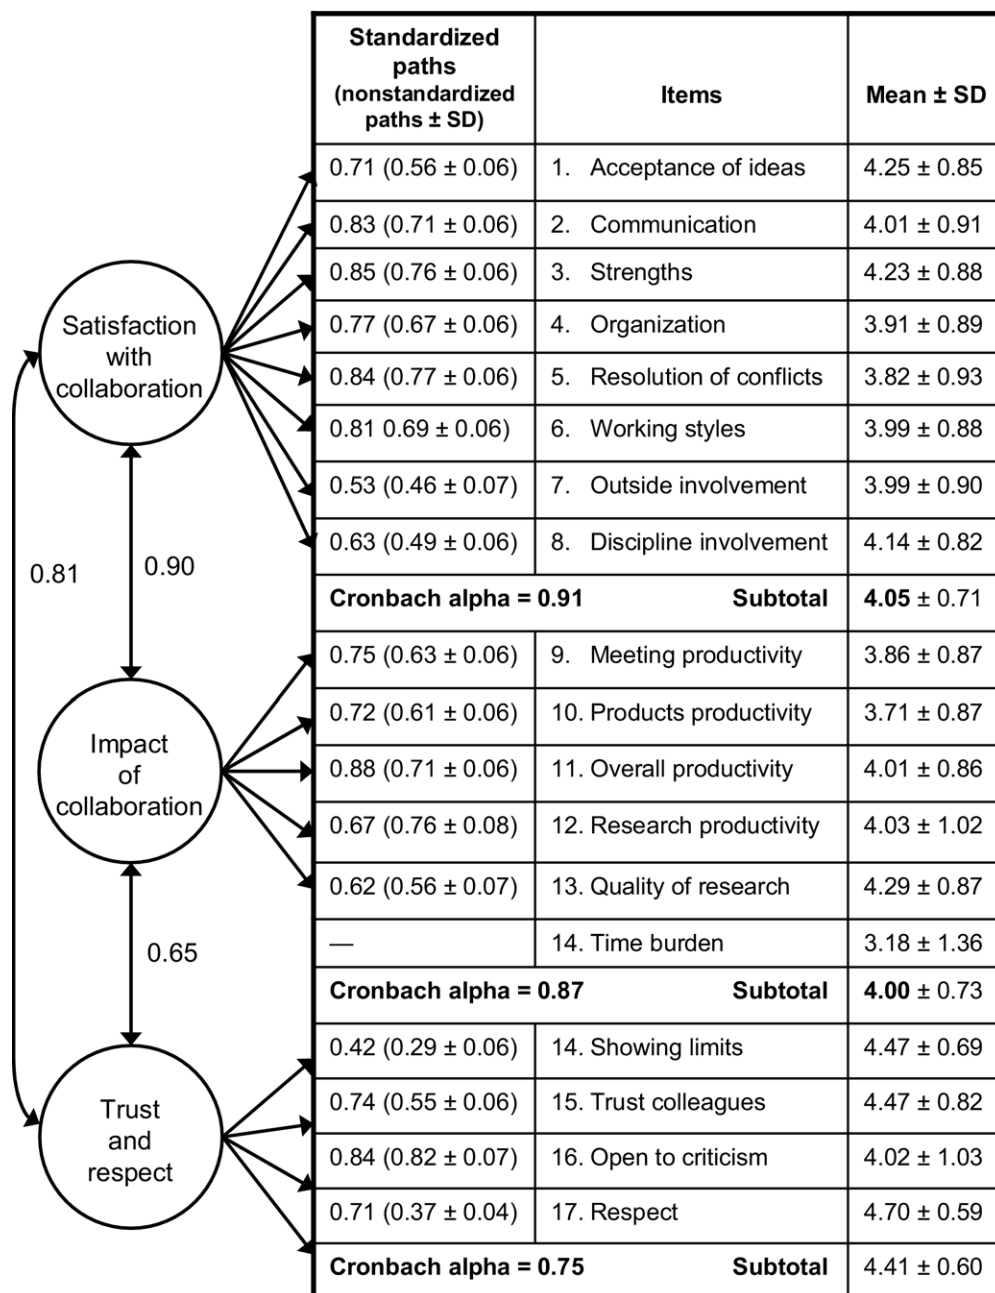 Standardized
paths
(nonstandardized
paths ± SD)
Items
Mean ± SD
0.71 (0.56 ± 0.06) 1. Acceptance of ideas 4.25 ± 0.85
0.83 (0.71 ± 0.06) 2. Communication 4.01 ± 0.91
0.85 (0.76 ± 0.06) 3. Strengths 4.23 ± 0.88
0.77 (0.67 ± 0.06) 4. Organization 3.91 ± 0.89
0.84 (0.77 ± 0.06) 5. Resolution of conflicts 3.82 ± 0.93
0.81 0.69 ± 0.06) 6. Working styles 3.99 ± 0.88
0.53 (0.46 ± 0.07) 7. Outside involvement 3.99 ± 0.90
0.63 (0.49 ± 0.06) 8. Discipline involvement 4.14 ± 0.82
Cronbach alpha = 0.91 Subtotal 4.05 ± 0.71
0.75 (0.63 ± 0.06) 9. Meeting productivity 3.86 ± 0.87
0.72 (0.61 ± 0.06) 10. Products productivity 3.71 ± 0.87
0.88 (0.71 ± 0.06) 11. Overall productivity 4.01 ± 0.86
0.67 (0.76 ± 0.08) 12. Research productivity 4.03 ± 1.02
0.62 (0.56 ± 0.07) 13. Quality of research 4.29 ± 0.87
— 14. Time burden 3.18 ± 1.36
Cronbach alpha = 0.87 Subtotal 4.00 ± 0.73
0.42 (0.29 ± 0.06) 14. Showing limits 4.47 ± 0.69
0.74 (0.55 ± 0.06) 15. Trust colleagues 4.47 ± 0.82
0.84 (0.82 ± 0.07) 16. Open to criticism 4.02 ± 1.03
0.71 (0.37 ± 0.04) 17. Respect 4.70 ± 0.59
Cronbach alpha = 0.75 Subtotal 4.41 ± 0.60
Satisfaction
with
collaboration
0.81
0.90
Impact
of
collaboration
0.65
Trust
and
respect